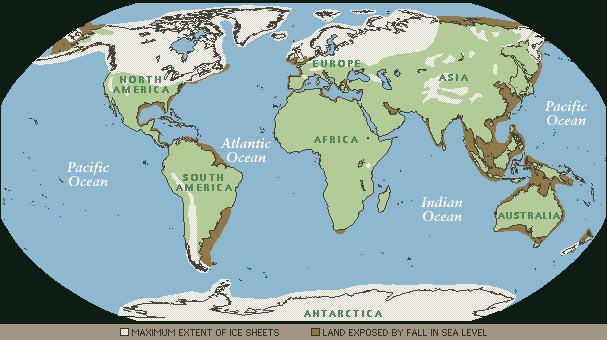 NORTH
AMERICA
EUROPE
ASIA
Pacific
Ocean
Atlantic
Ocean
AFRICA
Pacific
Ocean
SOUTH
AMERICA
Indian
Ocean
AUSTRALIA
ANTARCTICA
MAXIMUM EXTENT OF ICE SHEETS
LAND EXPOSED BY FALL IN SEA LEVEL